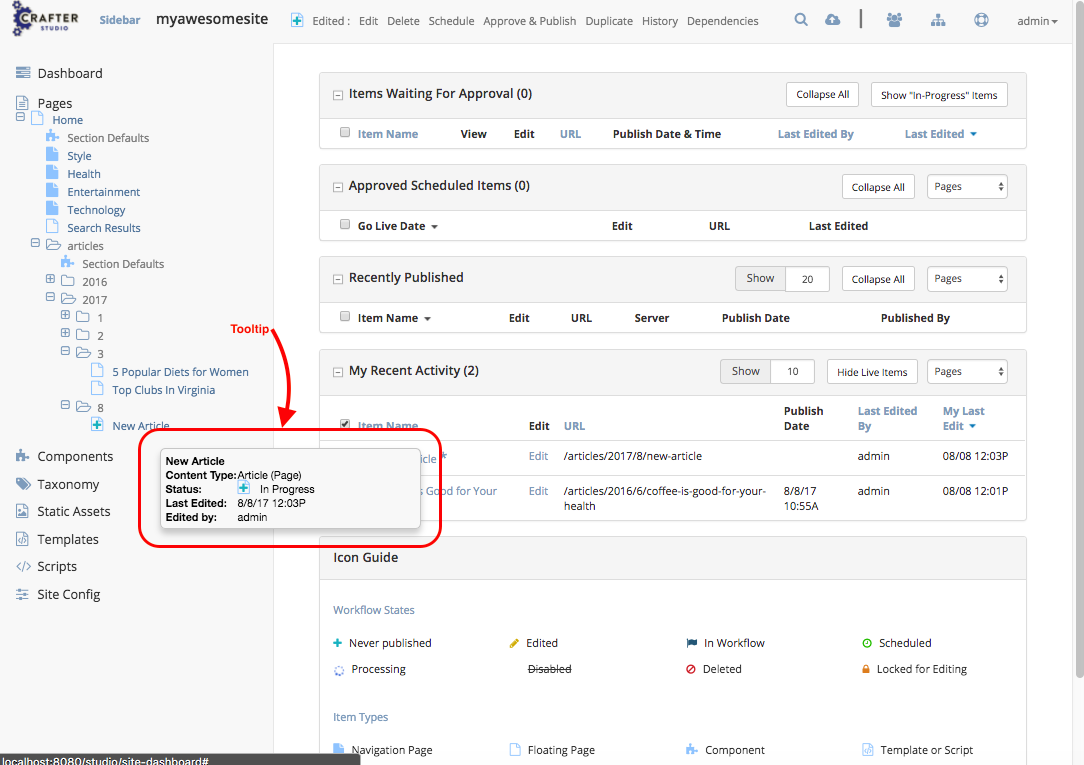 CRAFTER
STUDIO
Sidebar
myawesomesite
Edited :
Edit
Delete
Schedule
Approve & Publish
Duplicate
History
Dependencies
admin
Dashboard
Pages
Home
Section Defaults
Style
Health
Entertainment
Technology
Search Results
articles
Section Defaults
2016
2017
1
2
3
5 Popular Diets for Women
Top Clubs In Virginia
8
New Article
Components
Taxonomy
Static Assets
Templates
Scripts
Site Config
Tooltip
New Article
Content Type: Article (Page)
Status: In Progress
Last Edited: 8/8/17 12:03P
Edited by: admin
Items Waiting For Approval (0)
Collapse All
Show "In-Progress" Items
Item Name
View
Edit
URL
Publish Date & Time
Last Edited By
Last Edited
Approved Scheduled Items (0)
Collapse All
Pages
Go Live Date
Edit
URL
Last Edited
Recently Published
Show
20
Collapse All
Pages
Item Name
Edit
URL
Server
Publish Date
Published By
My Recent Activity (2)
Show
10
Hide Live Items
Pages
Item Name
Edit
URL
Publish
Date
Last Edited
By
My Last
Edit
icle *
Edit
/articles/2017/8/new-article
admin
08/08 12:03P
s Good for Your
Edit
/articles/2016/6/coffee-is-good-for-your-
health
8/8/17
10:55A
admin
08/08 12:01P
Icon Guide
Workflow States
Never published
Edited
In Workflow
Scheduled
Processing
Disabled
Deleted
Locked for Editing
Item Types
Navigation Page
Floating Page
Component
Template or Script
localhost:8080/studio/site-dashboard#